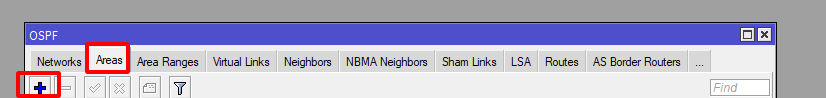 OSPF
Networks Areas Area Ranges Virtual Links Neighbors NBMA Neighbors Sham Links LSA Routes AS Border Routers ...
Find